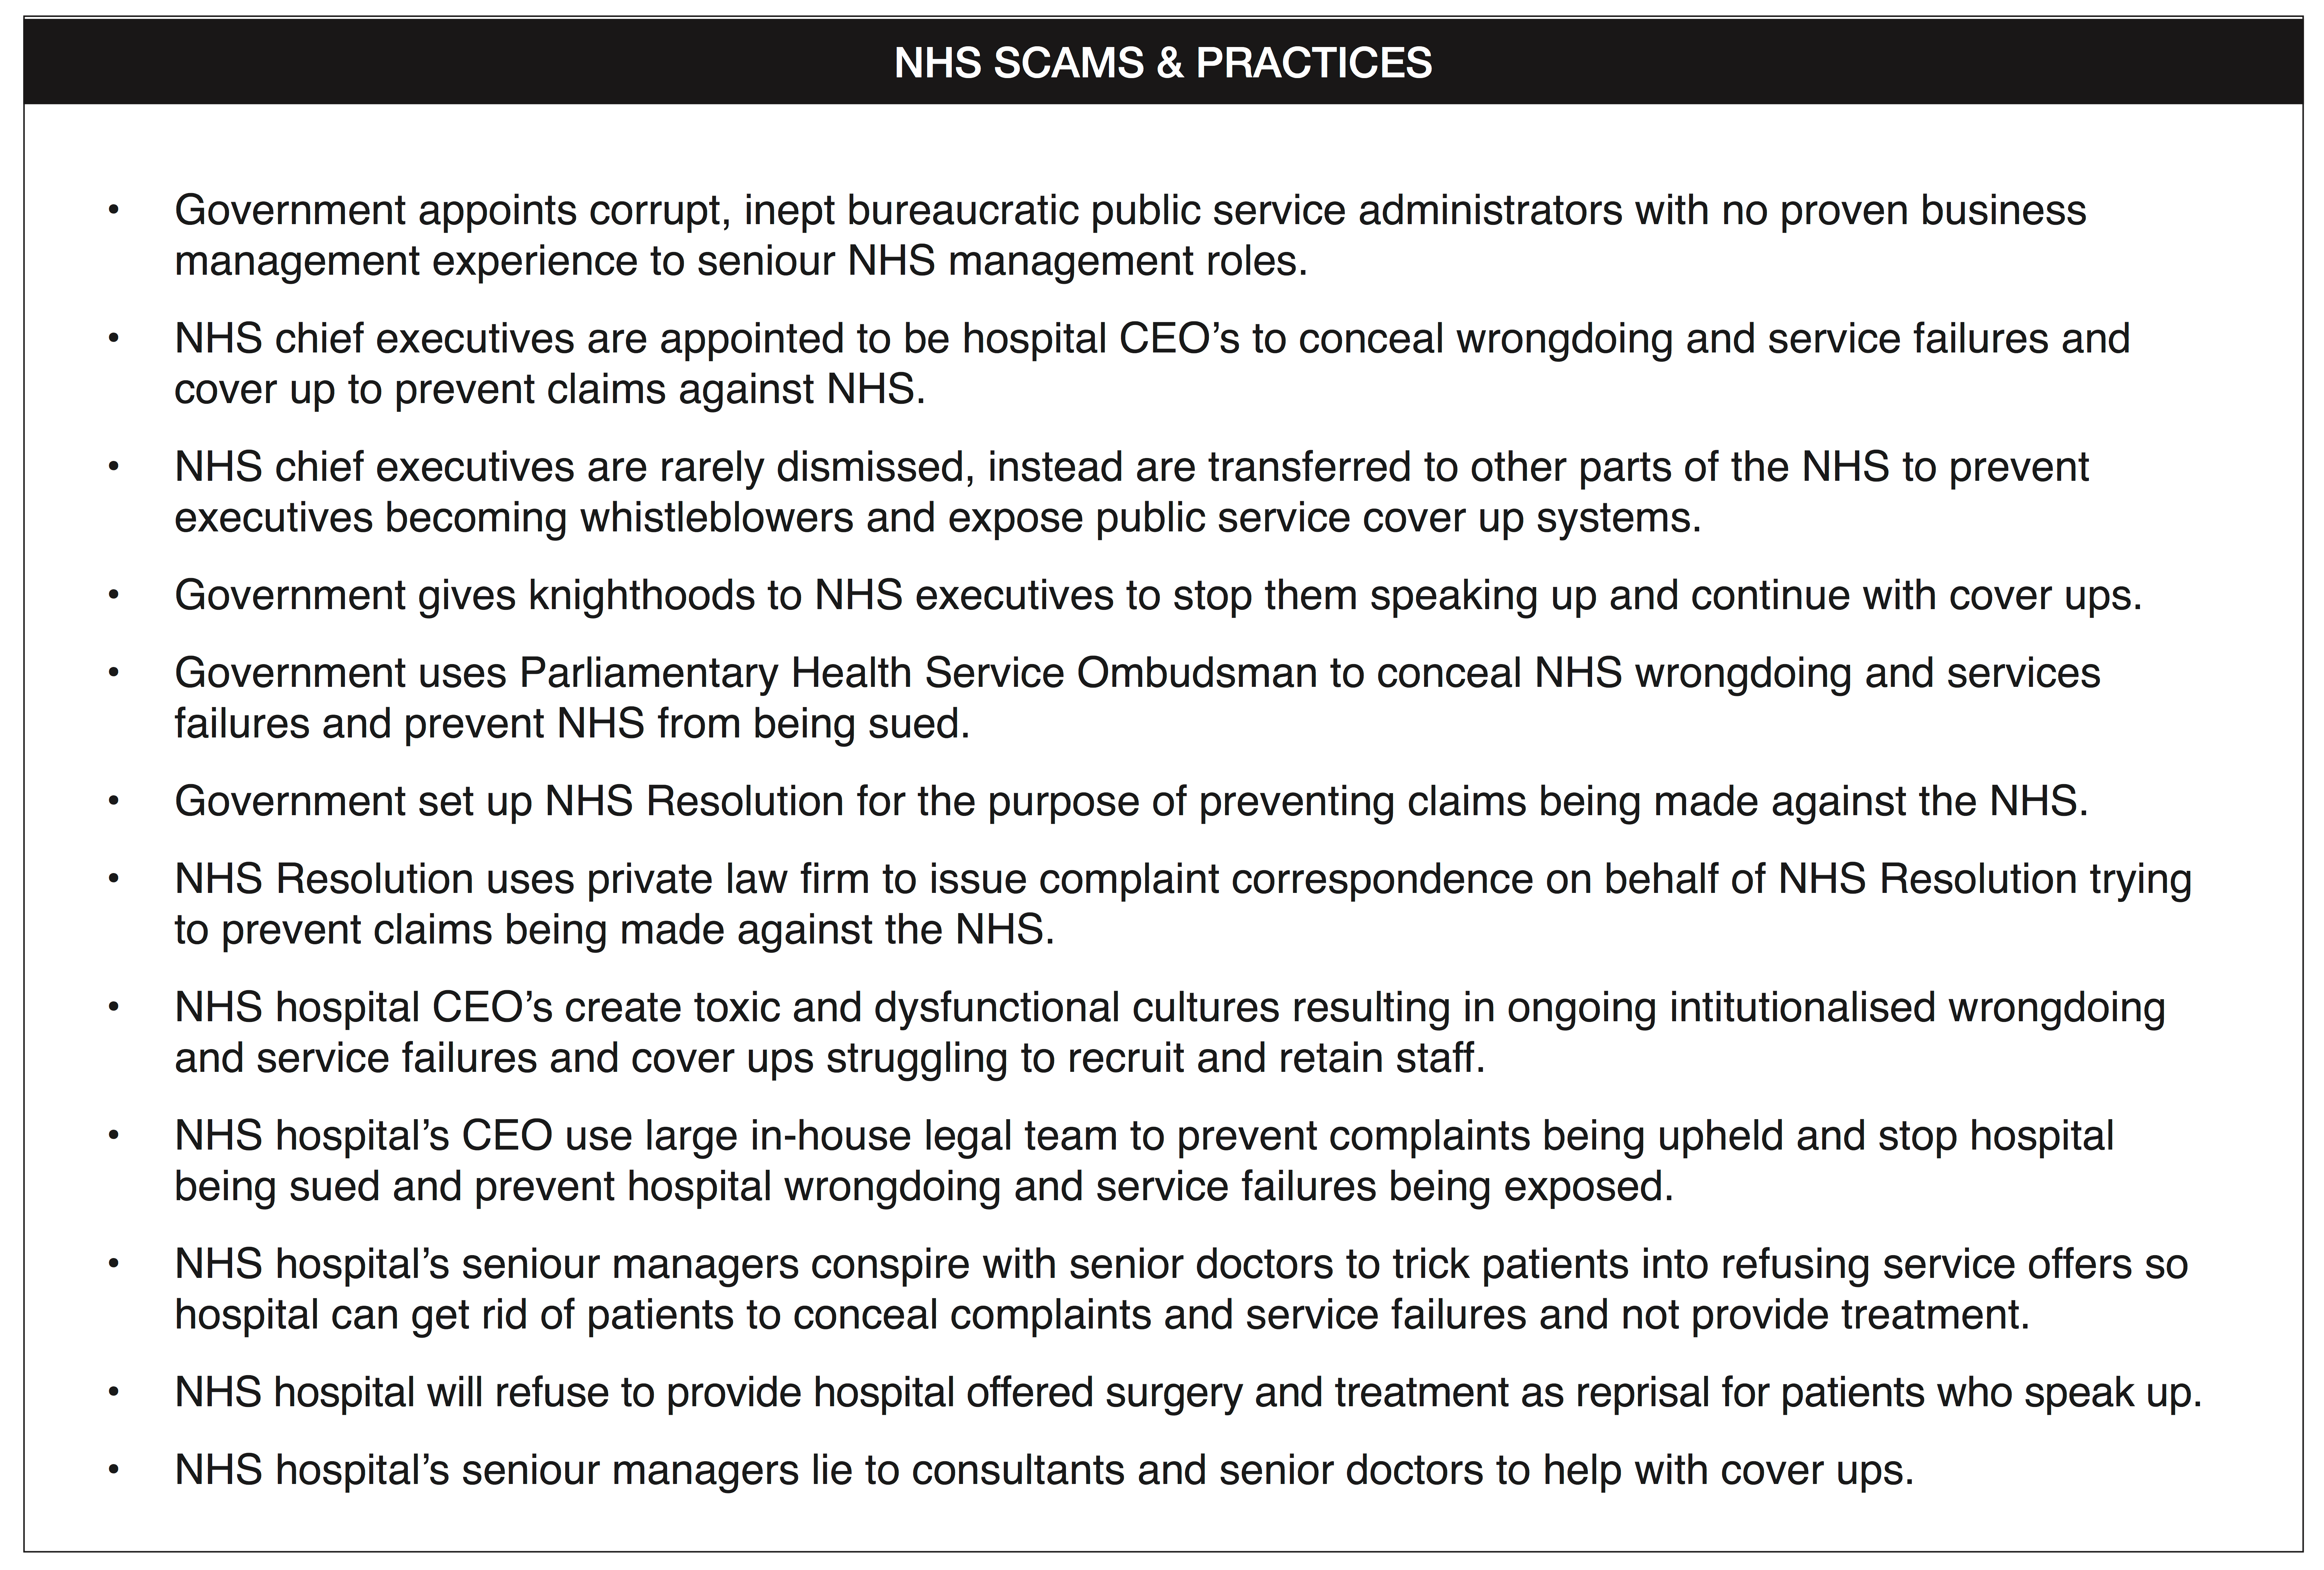 NHS SCAMS & PRACTICES
• Government appoints corrupt, inept bureaucratic public service administrators with no proven business
management experience to seniour NHS management roles.
• NHS chief executives are appointed to be hospital CEO’s to conceal wrongdoing and service failures and
cover up to prevent claims against NHS.
• NHS chief executives are rarely dismissed, instead are transferred to other parts of the NHS to prevent
executives becoming whistleblowers and expose public service cover up systems.
• Government gives knighthoods to NHS executives to stop them speaking up and continue with cover ups.
• Government uses Parliamentary Health Service Ombudsman to conceal NHS wrongdoing and services
failures and prevent NHS from being sued.
• Government set up NHS Resolution for the purpose of preventing claims being made against the NHS.
• NHS Resolution uses private law firm to issue complaint correspondence on behalf of NHS Resolution trying
to prevent claims being made against the NHS.
• NHS hospital CEO’s create toxic and dysfunctional cultures resulting in ongoing intitutionalised wrongdoing
and service failures and cover ups struggling to recruit and retain staff.
• NHS hospital’s CEO use large in-house legal team to prevent complaints being upheld and stop hospital
being sued and prevent hospital wrongdoing and service failures being exposed.
• NHS hospital’s seniour managers conspire with senior doctors to trick patients into refusing service offers so
hospital can get rid of patients to conceal complaints and service failures and not provide treatment.
• NHS hospital will refuse to provide hospital offered surgery and treatment as reprisal for patients who speak up.
• NHS hospital’s seniour managers lie to consultants and senior doctors to help with cover ups.